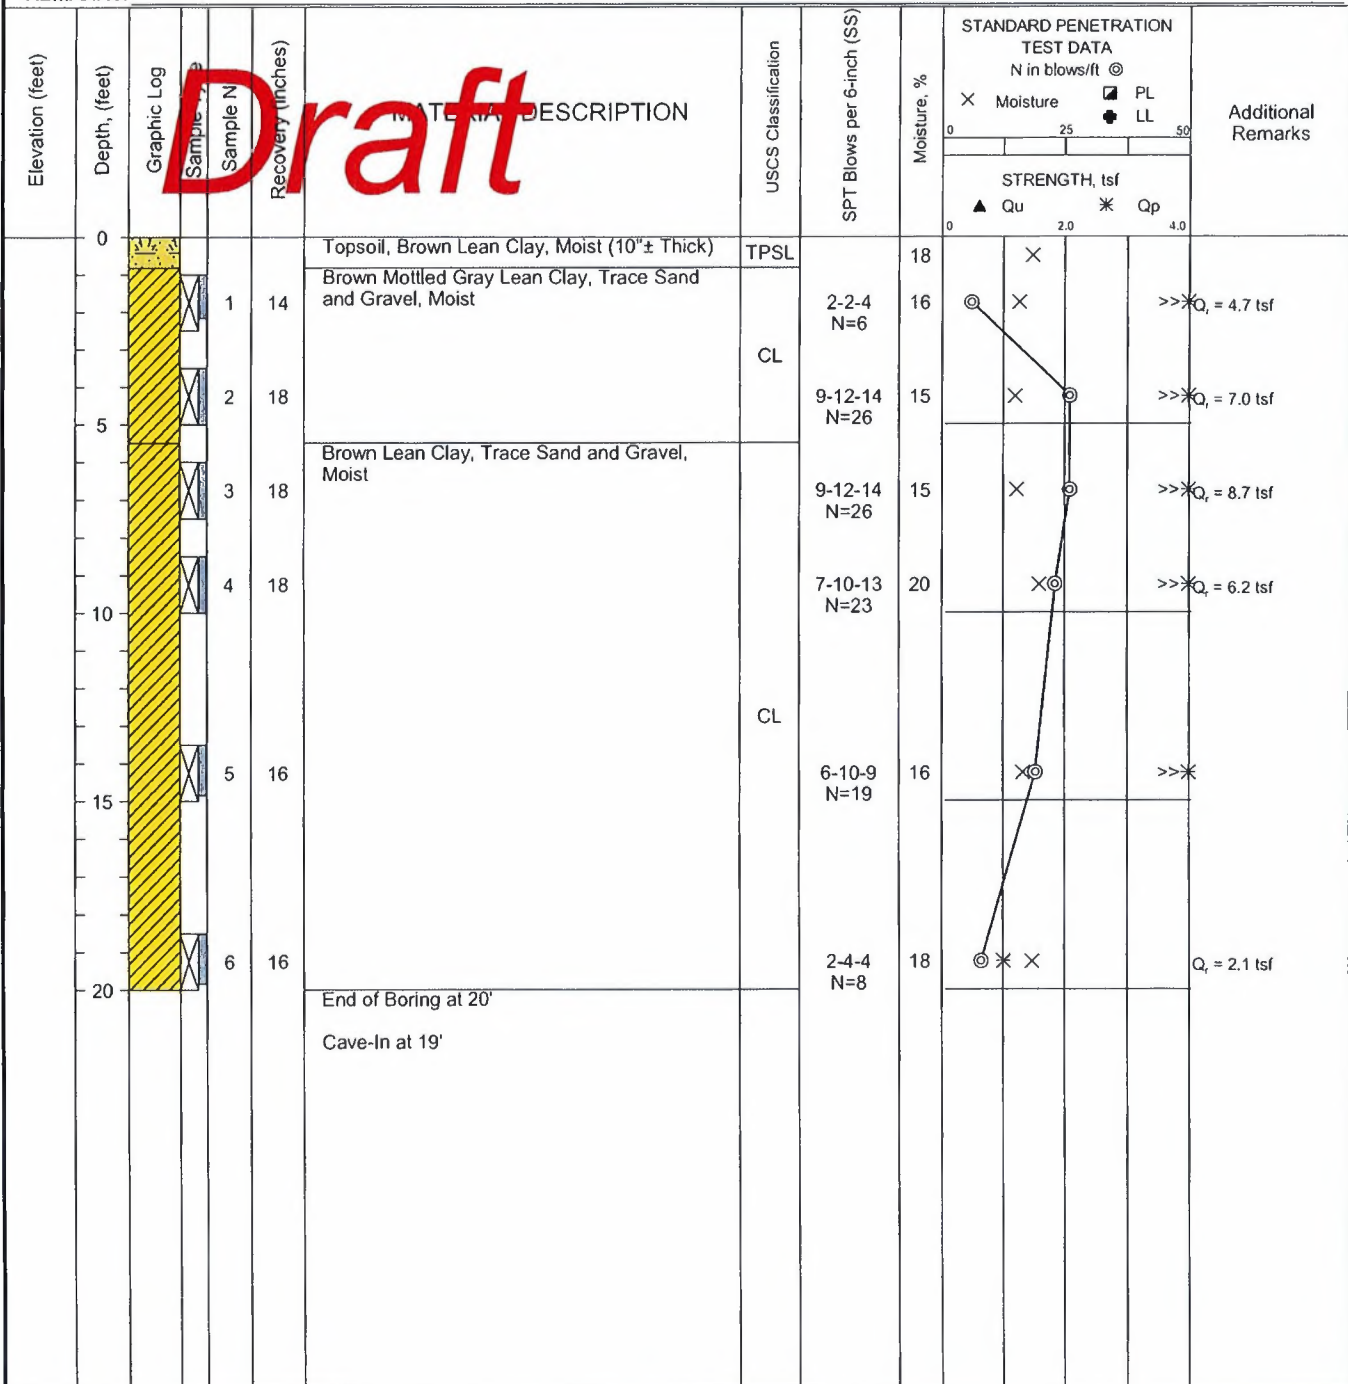 Elevation (feet)
Depth, (feet)
Graphic Log
Sample
Sample
Recovery (inches)
Draft
MATERIAL DESCRIPTION
USCS Classification
SPT Blows per 6-inch (SS)
Moisture, %
STANDARD PENETRATION
TEST DATA
N in blows/ft ◎
× Moisture
PL
LL
0 25 50
STRENGTH, tsf
▲ Qu ✳ Qp
0 2.0 4.0
Additional
Remarks
0
Topsoil, Brown Lean Clay, Moist (10"± Thick)
TPSL
18
Brown Mottled Gray Lean Clay, Trace Sand
and Gravel, Moist
1 14
2-2-4
N=6
16
>>✳ Qr = 4.7 tsf
CL
2 18
9-12-14
N=26
15
>>✳ Qr = 7.0 tsf
5
Brown Lean Clay, Trace Sand and Gravel,
Moist
3 18
9-12-14
N=26
15
>>✳ Qr = 8.7 tsf
4 18
7-10-13
N=23
20
>>✳ Qr = 6.2 tsf
10
CL
5 16
6-10-9
N=19
16
>>✳
15
6 16
2-4-4
N=8
18
Qr = 2.1 tsf
20
End of Boring at 20'
Cave-In at 19'